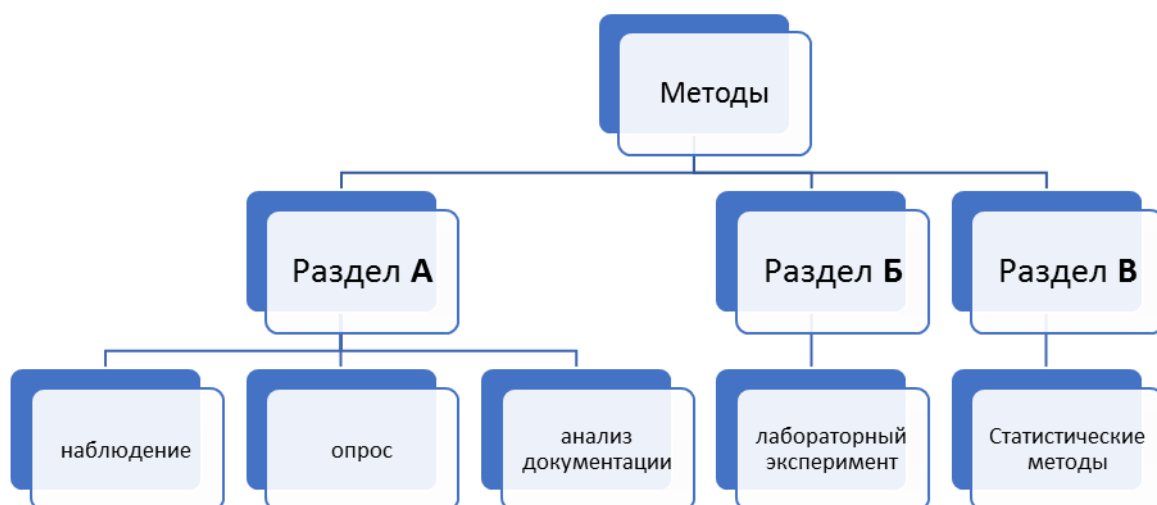 Методы
Раздел А
Раздел Б
Раздел В
наблюдение
опрос
анализ
документации
лабораторный
эксперимент
Статистические
методы